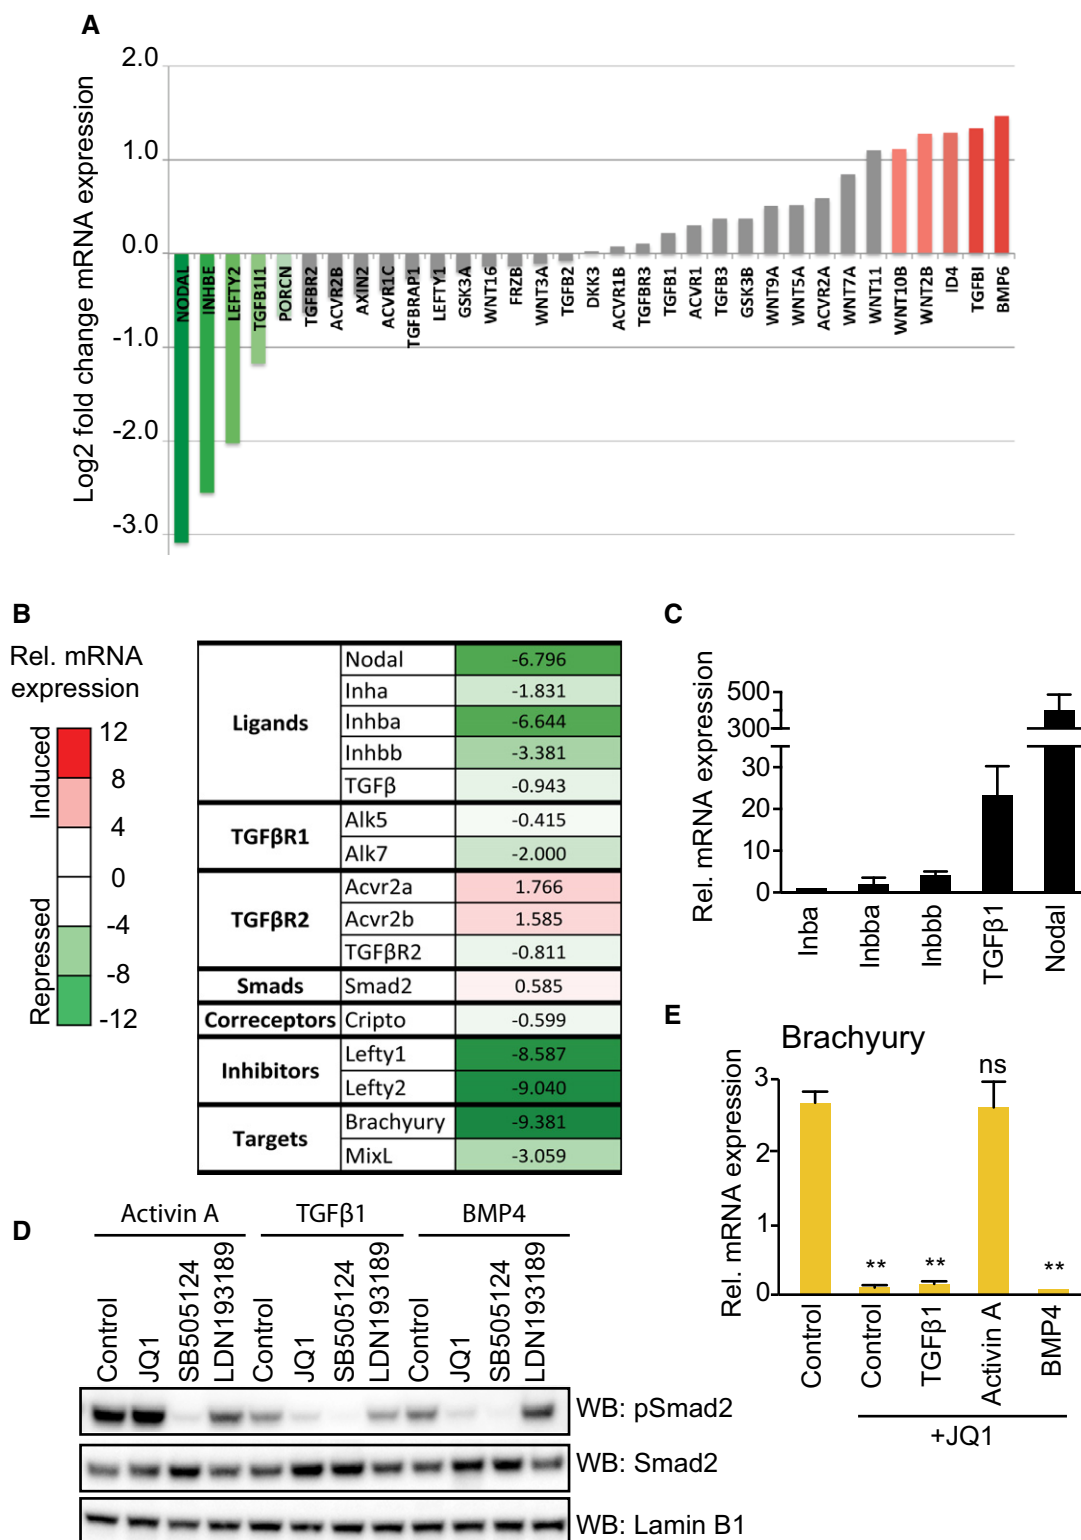 A
Log2 fold change mRNA expression
2.0
1.0
0.0
-1.0
-2.0
-3.0
NODAL
INHBE
LEFTY2
TGFB1I1
PORCN
TGFBR2
ACVR2B
AXIN2
ACVR1C
TGFBRAP1
LEFTY1
GSK3A
WNT16
FRZB
WNT3A
TGFB2
DKK3
ACVR1B
TGFBR3
TGFB1
ACVR1
TGFB3
GSK3B
WNT9A
WNT5A
ACVR2A
WNT7A
WNT11
WNT10B
WNT2B
ID4
TGFBI
BMP6
B
Rel. mRNA
expression
Induced
Repressed
12
8
4
0
-4
-8
-12
Ligands
Nodal -6.796
Inha -1.831
Inhba -6.644
Inhbb -3.381
TGFβ -0.943
TGFβR1
Alk5 -0.415
Alk7 -2.000
TGFβR2
Acvr2a 1.766
Acvr2b 1.585
TGFβR2 -0.811
Smads Smad2 0.585
Correceptors Cripto -0.599
Inhibitors
Lefty1 -8.587
Lefty2 -9.040
Targets
Brachyury -9.381
MixL -3.059
C
Rel. mRNA expression
500
300
30
20
10
0
Inba
Inbba
Inbbb
TGFβ1
Nodal
D
Activin A TGFβ1 BMP4
Control
JQ1
SB505124
LDN193189
Control
JQ1
SB505124
LDN193189
Control
JQ1
SB505124
LDN193189
WB: pSmad2
WB: Smad2
WB: Lamin B1
E
Brachyury
Rel. mRNA expression
3
2
1
0
** ** ns **
Control
Control
TGFβ1
Activin A
BMP4
+JQ1